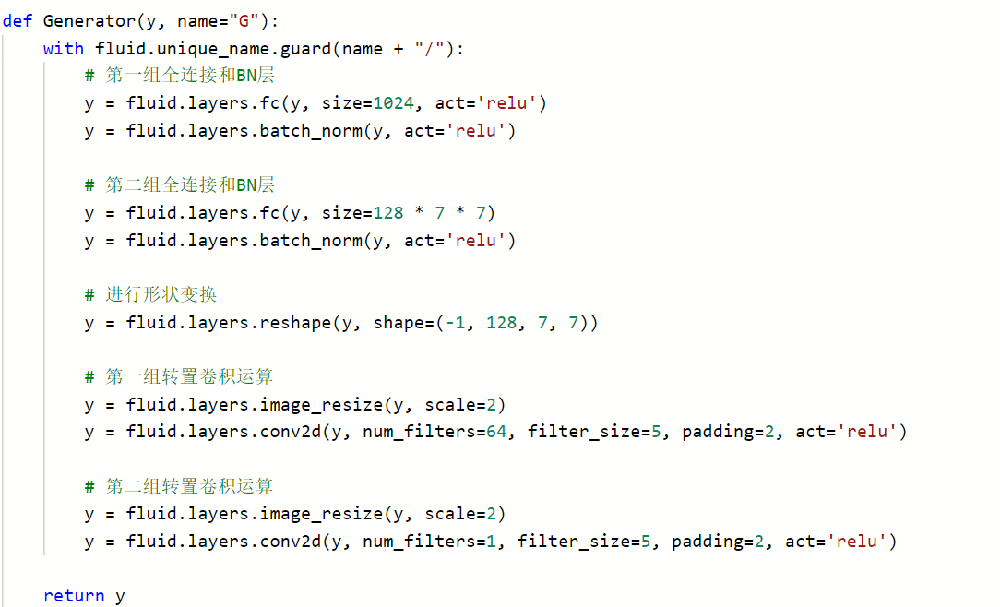 def Generator(y, name="G"):
    with fluid.unique_name.guard(name + "/"):
        # 第一组全连接和BN层
        y = fluid.layers.fc(y, size=1024, act='relu')
        y = fluid.layers.batch_norm(y, act='relu')

        # 第二组全连接和BN层
        y = fluid.layers.fc(y, size=128 * 7 * 7)
        y = fluid.layers.batch_norm(y, act='relu')

        # 进行形状变换
        y = fluid.layers.reshape(y, shape=(-1, 128, 7, 7))

        # 第一组转置卷积运算
        y = fluid.layers.image_resize(y, scale=2)
        y = fluid.layers.conv2d(y, num_filters=64, filter_size=5, padding=2, act='relu')

        # 第二组转置卷积运算
        y = fluid.layers.image_resize(y, scale=2)
        y = fluid.layers.conv2d(y, num_filters=1, filter_size=5, padding=2, act='relu')

    return y